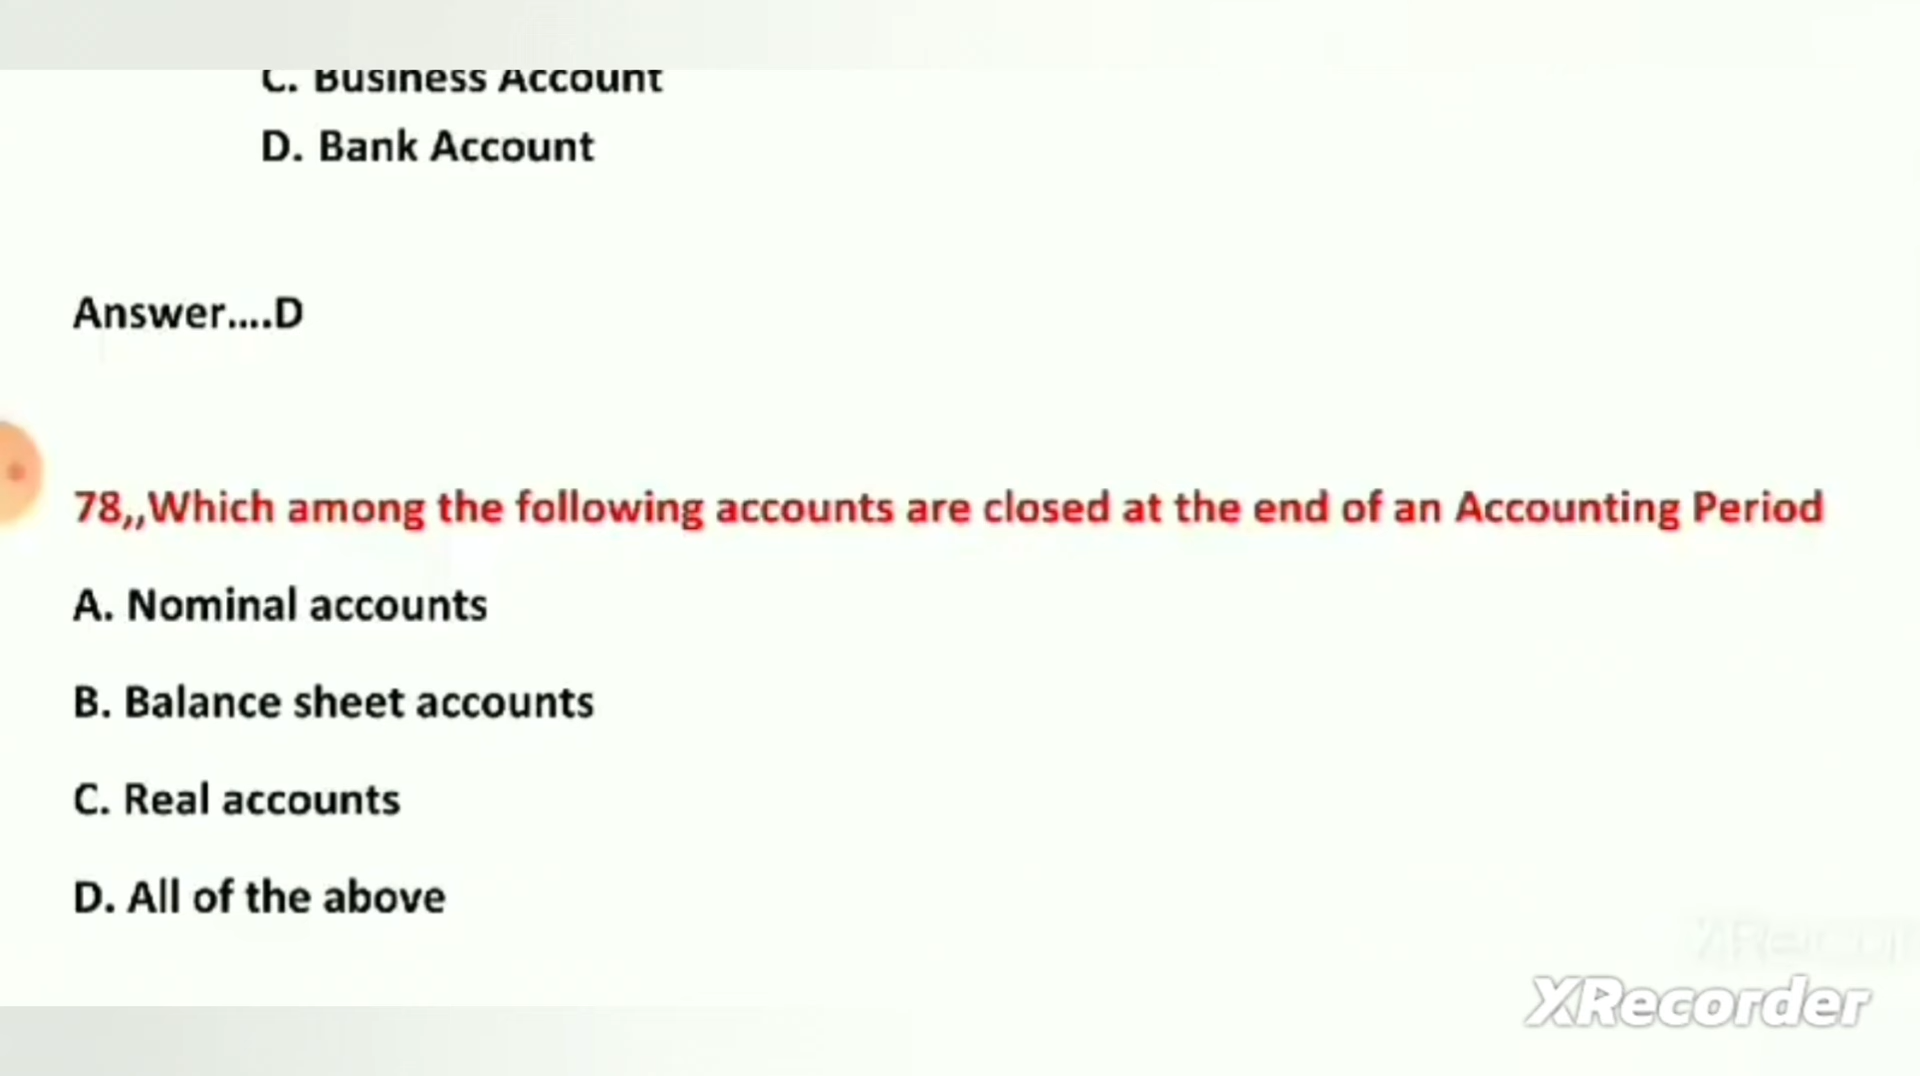 C. Business Account
D. Bank Account
Answer....D
78,,Which among the following accounts are closed at the end of an Accounting Period
A. Nominal accounts
B. Balance sheet accounts
C. Real accounts
D. All of the above
XRecorder